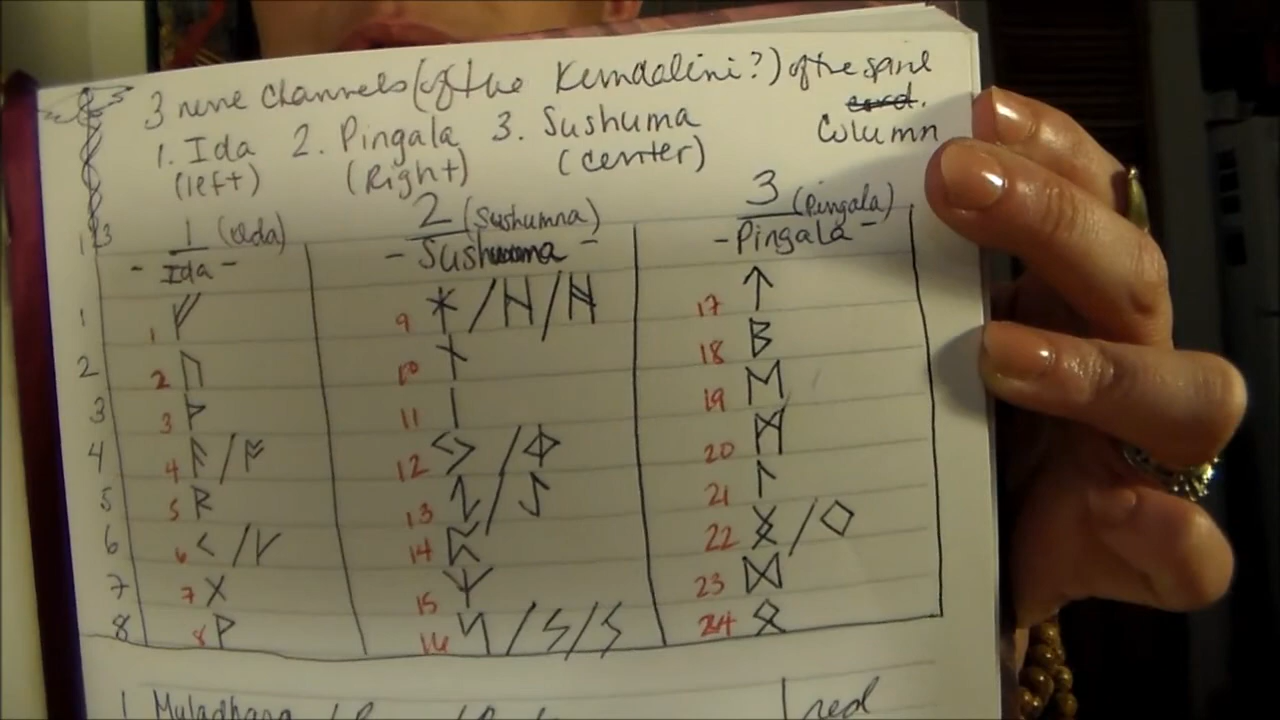 3 nerve channels (of the Kundalini?) of the spinal
cord.
1. Ida 2. Pingala 3. Sushuma column
(left) (Right) (center)
1 (Ida) 2 (Sushumna) 3 (Pingala)
- Ida - - Sushumna - - Pingala -
1 1 ᚠ 9 ᚼ / ᚺ / ᚻ 17 ᛏ
2 2 ᚢ 10 ᚾ 18 ᛒ
3 3 ᚦ 11 ᛁ 19 ᛖ
4 4 ᚨ / ᚩ 12 ᛃ / ᛄ 20 ᛗ
5 5 ᚱ 13 ᛇ / ᛇ 21 ᛚ
6 6 ᚲ / ᚴ 14 ᛈ 22 ᛝ / ᛜ
7 7 ᚷ 15 ᛉ 23 ᛞ
8 8 ᚹ 16 ᛋ / ᛊ / ᛊ 24 ᛟ
1 Muladhara / red